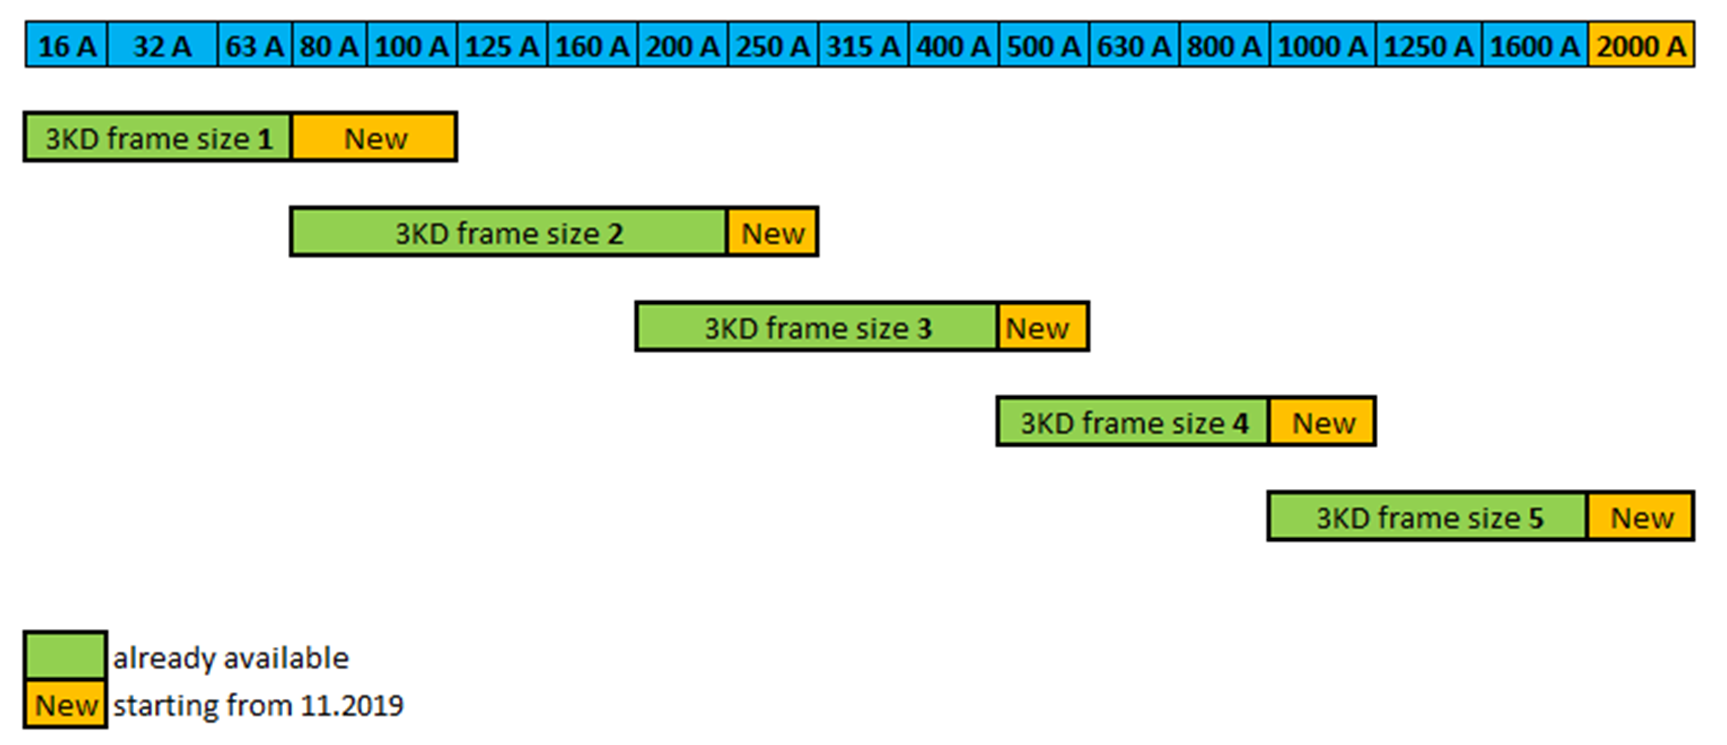 16 A 32 A 63 A 80 A 100 A 125 A 160 A 200 A 250 A 315 A 400 A 500 A 630 A 800 A 1000 A 1250 A 1600 A 2000 A
3KD frame size 1 New
3KD frame size 2 New
3KD frame size 3 New
3KD frame size 4 New
3KD frame size 5 New
already available
New starting from 11.2019